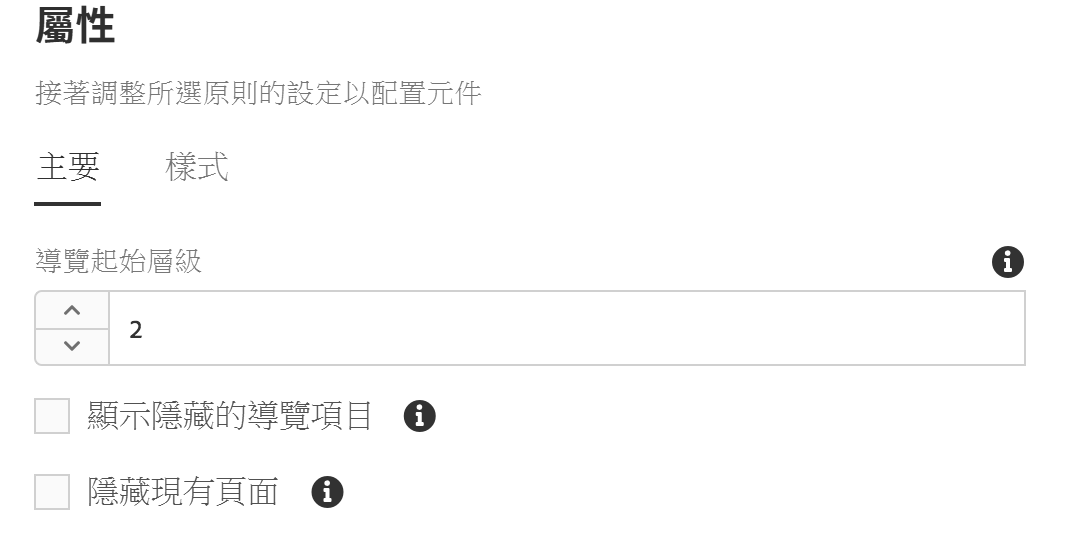 屬性
接著調整所選原則的設定以配置元件
主要 樣式
導覽起始層級
2
顯示隱藏的導覽項目
隱藏現有頁面